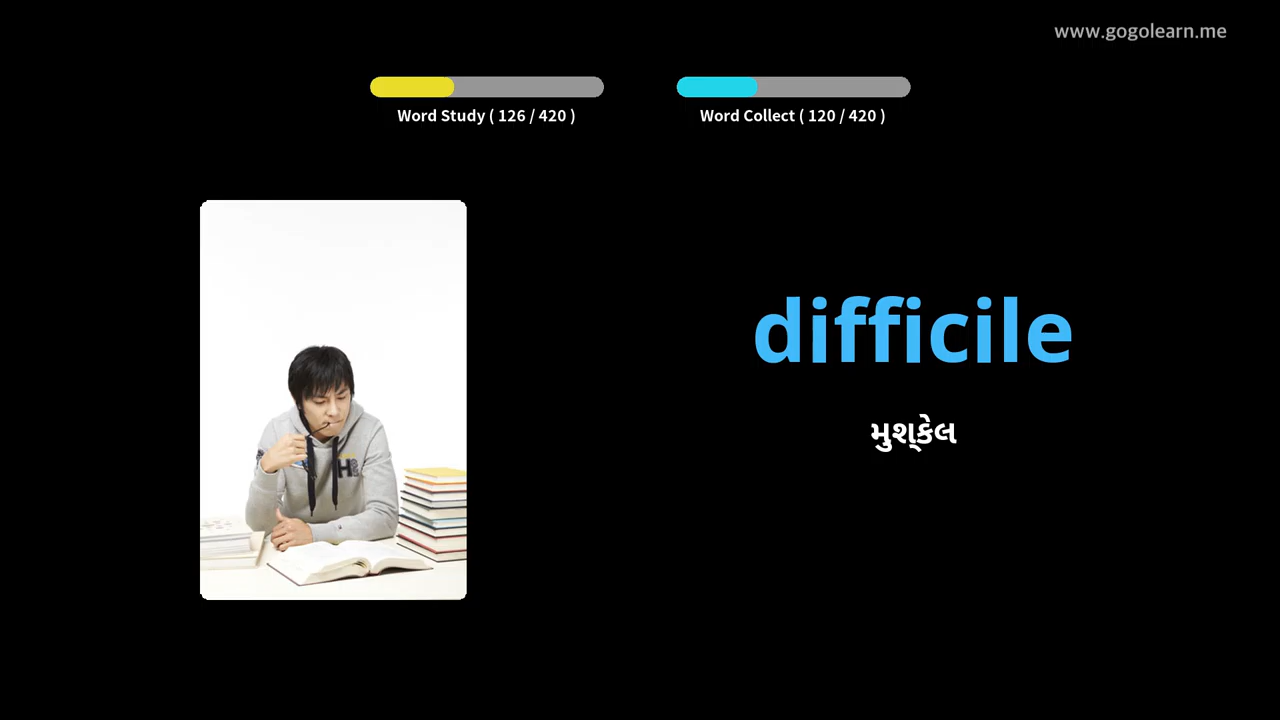 www.gogolearn.me
Word Study ( 126 / 420 )
Word Collect ( 120 / 420 )
difficile
મુશ્કેલ
H